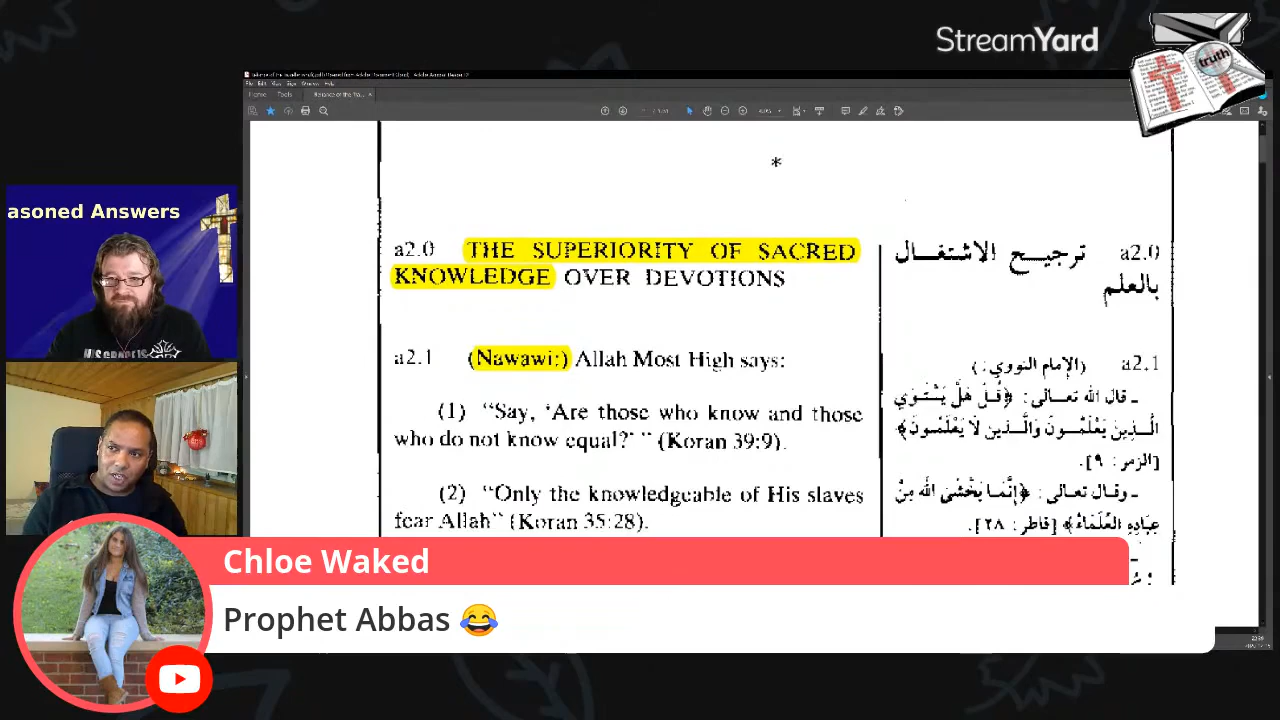 StreamYard
truth
Home Tools
*
a2.0 THE SUPERIORITY OF SACRED
KNOWLEDGE OVER DEVOTIONS
a2.1 (Nawawi:) Allah Most High says:
(1) “Say, ‘Are those who know and those
who do not know equal?’ ” (Koran 39:9).
(2) “Only the knowledgeable of His slaves
fear Allah” (Koran 35:28).
a2.0 ترجيح الاشتغال
بالعلم
a2.1 (الإمام النووي:)
ـ قال الله تعالى: ﴿قُلْ هَلْ يَسْتَوِي
الَّذِينَ يَعْلَمُونَ وَالَّذِينَ لَا يَعْلَمُونَ﴾
[الزمر: ٩].
ـ وقال تعالى: ﴿إِنَّمَا يَخْشَى اللهَ مِنْ
عِبَادِهِ العُلَمَاءُ﴾ [فاطر: ٢٨].
asoned Answers
Chloe Waked
Prophet Abbas 😂